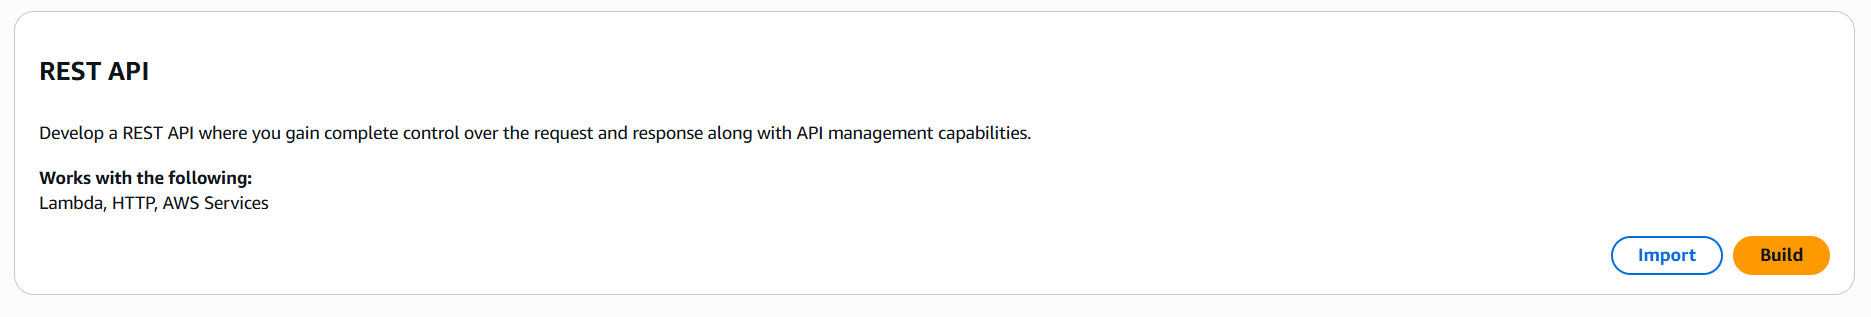 REST API
Develop a REST API where you gain complete control over the request and response along with API management capabilities.
Works with the following:
Lambda, HTTP, AWS Services
Import
Build